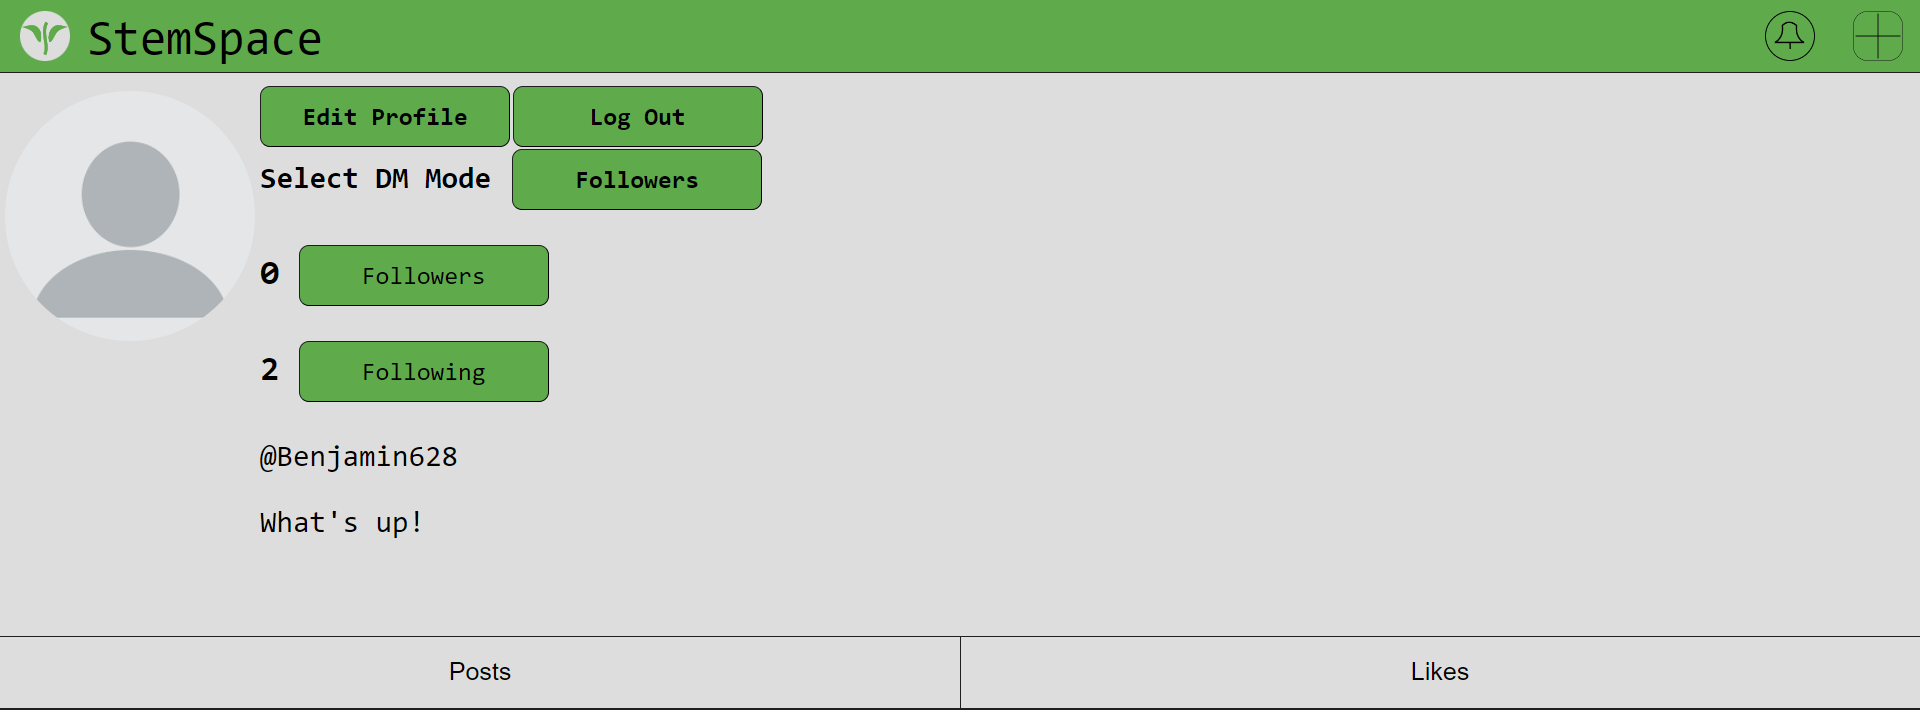 StemSpace
Edit Profile Log Out
Select DM Mode Followers
0 Followers
2 Following
@Benjamin628
What's up!
Posts Likes